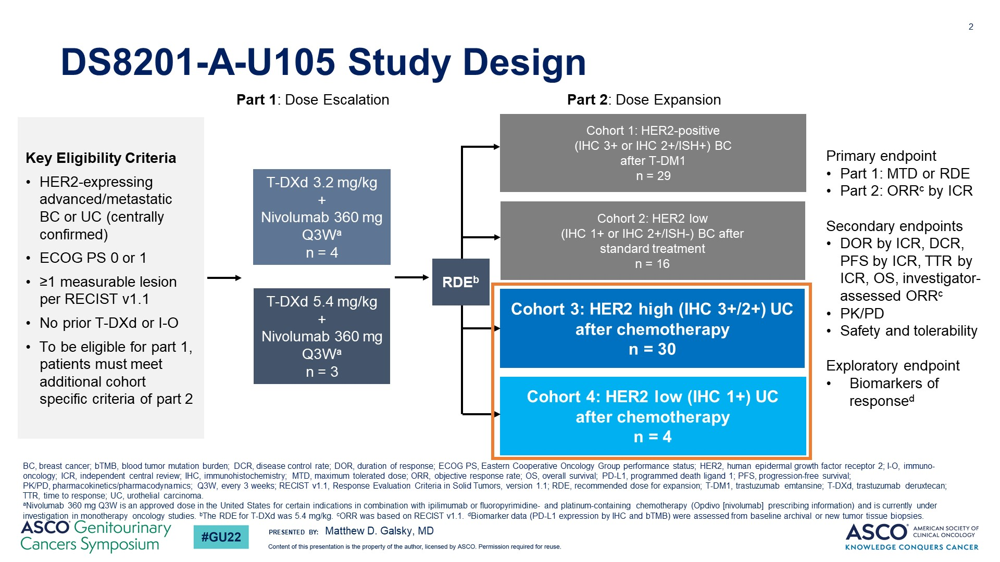 2
DS8201-A-U105 Study Design
Part 1: Dose Escalation
Part 2: Dose Expansion
Key Eligibility Criteria
• HER2-expressing
advanced/metastatic
BC or UC (centrally
confirmed)
• ECOG PS 0 or 1
• ≥1 measurable lesion
per RECIST v1.1
• No prior T-DXd or I-O
• To be eligible for part 1,
patients must meet
additional cohort
specific criteria of part 2
T-DXd 3.2 mg/kg
+
Nivolumab 360 mg
Q3Wᵃ
n = 4
T-DXd 5.4 mg/kg
+
Nivolumab 360 mg
Q3Wᵃ
n = 3
RDEᵇ
Cohort 1: HER2-positive
(IHC 3+ or IHC 2+/ISH+) BC
after T-DM1
n = 29
Cohort 2: HER2 low
(IHC 1+ or IHC 2+/ISH-) BC after
standard treatment
n = 16
Cohort 3: HER2 high (IHC 3+/2+) UC
after chemotherapy
n = 30
Cohort 4: HER2 low (IHC 1+) UC
after chemotherapy
n = 4
Primary endpoint
• Part 1: MTD or RDE
• Part 2: ORRᶜ by ICR
Secondary endpoints
• DOR by ICR, DCR,
PFS by ICR, TTR by
ICR, OS, investigator-
assessed ORRᶜ
• PK/PD
• Safety and tolerability
Exploratory endpoint
• Biomarkers of
responseᵈ
BC, breast cancer; bTMB, blood tumor mutation burden; DCR, disease control rate; DOR, duration of response; ECOG PS, Eastern Cooperative Oncology Group performance status; HER2, human epidermal growth factor receptor 2; I-O, immuno-
oncology; ICR, independent central review; IHC, immunohistochemistry; MTD, maximum tolerated dose; ORR, objective response rate; OS, overall survival; PD-L1, programmed death ligand 1; PFS, progression-free survival;
PK/PD, pharmacokinetics/pharmacodynamics; Q3W, every 3 weeks; RECIST v1.1, Response Evaluation Criteria in Solid Tumors, version 1.1; RDE, recommended dose for expansion; T-DM1, trastuzumab emtansine; T-DXd, trastuzumab deruxtecan;
TTR, time to response; UC, urothelial carcinoma.
ᵃNivolumab 360 mg Q3W is an approved dose in the United States for certain indications in combination with ipilimumab or fluoropyrimidine- and platinum-containing chemotherapy (Opdivo [nivolumab] prescribing information) and is currently under
investigation in monotherapy oncology studies. ᵇThe RDE for T-DXd was 5.4 mg/kg. ᶜORR was based on RECIST v1.1. ᵈBiomarker data (PD-L1 expression by IHC and bTMB) were assessed from baseline archival or new tumor tissue biopsies.
ASCO® Genitourinary
Cancers Symposium
#GU22
PRESENTED BY: Matthew D. Galsky, MD
Content of this presentation is the property of the author, licensed by ASCO. Permission required for reuse.
ASCO® AMERICAN SOCIETY OF
CLINICAL ONCOLOGY
KNOWLEDGE CONQUERS CANCER